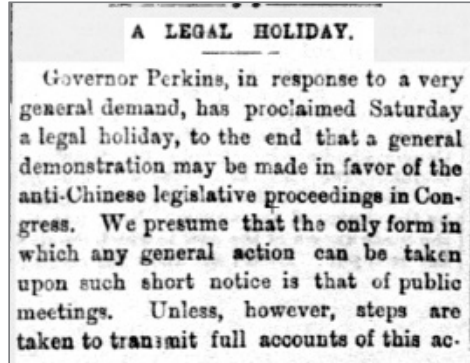 A LEGAL HOLIDAY.
Governor Perkins, in response to a very
general demand, has proclaimed Saturday
a legal holiday, to the end that a general
demonstration may be made in favor of the
anti-Chinese legislative proceedings in Con-
gress. We presume that the only form in
which any general action can be taken
upon such short notice is that of public
meetings. Unless, however, steps are
taken to transmit full accounts of this ac-